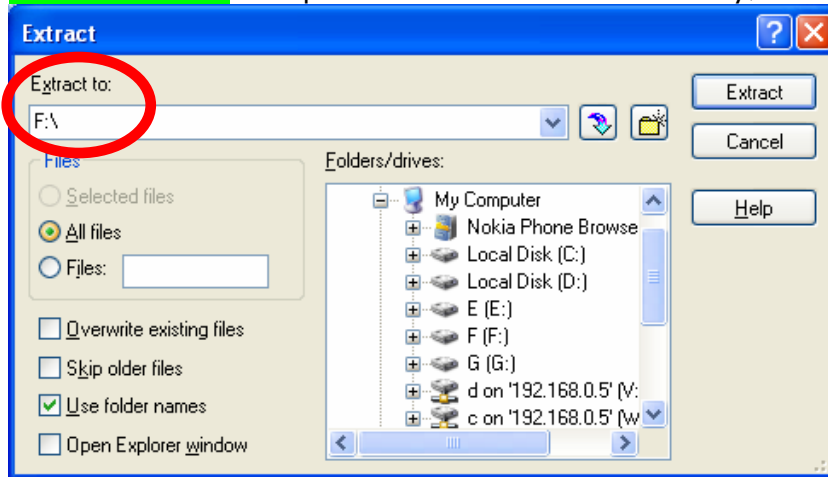 Extract
Extract to:
F:\
Files
Selected files
All files
Files:
Overwrite existing files
Skip older files
Use folder names
Open Explorer window
Folders/drives:
My Computer
Nokia Phone Browse
Local Disk (C:)
Local Disk (D:)
E (E:)
F (F:)
G (G:)
d on '192.168.0.5' (V:
c on '192.168.0.5' (W
Extract
Cancel
Help